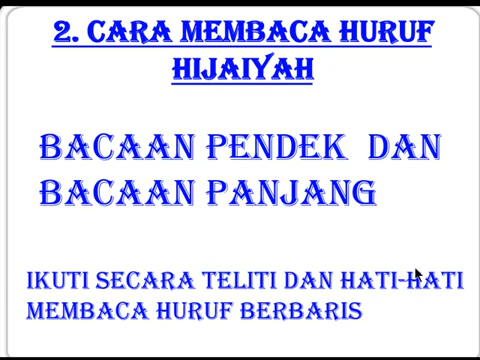 2. CARA MEMBACA HURUF
HIJAIYAH
BACAAN PENDEK DAN
BACAAN PANJANG
IKUTI SECARA TELITI DAN HATI-HATI
MEMBACA HURUF BERBARIS